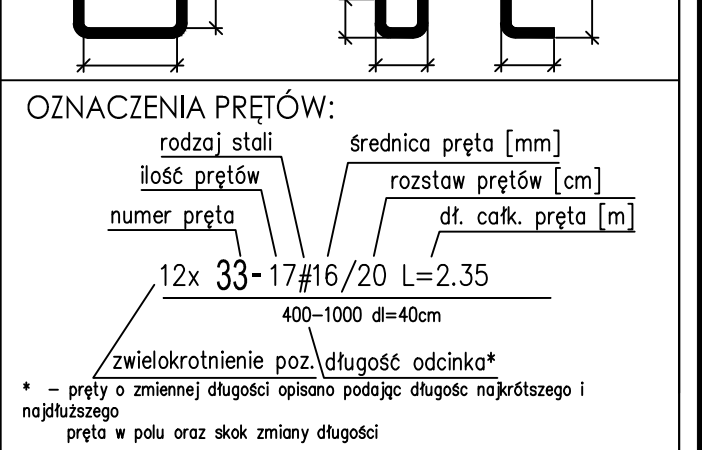 OZNACZENIA PRĘTÓW:
rodzaj stali
średnica pręta [mm]
ilość prętów
rozstaw prętów [cm]
numer pręta
dł. całk. pręta [m]
12x 33-17#16/20 L=2.35
400-1000 dl=40cm
zwielokrotnienie poz.
długość odcinka*
* - pręty o zmiennej długości opisano podając długośc najkrótszego i
najdłuższego
pręta w polu oraz skok zmiany długości